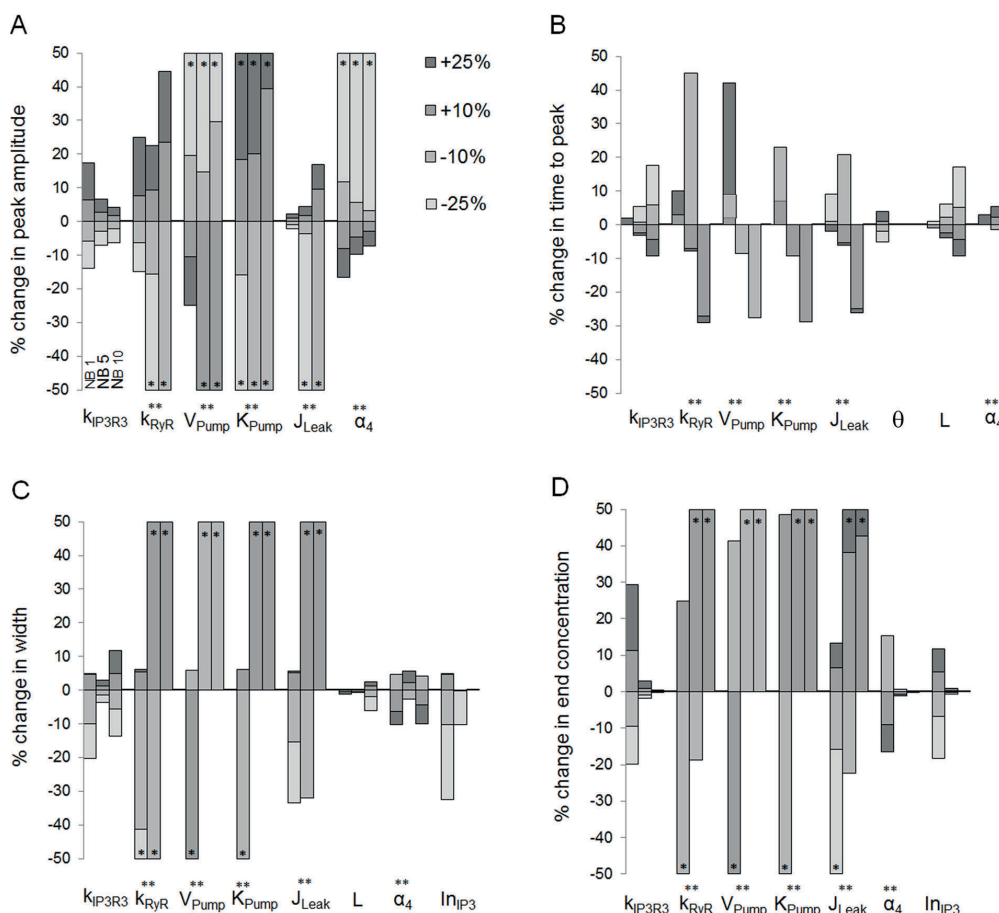 A
% change in peak amplitude
50
40
30
20
10
0
-10
-20
-30
-40
-50
* * * * * * * * *
+25%
+10%
-10%
-25%
NB 1
NB 5
NB 10
* * * * * * * * *
** ** ** ** **
kIP3R3 kRyR VPump KPump JLeak α4
B
% change in time to peak
50
40
30
20
10
0
-10
-20
-30
-40
-50
** ** ** ** **
kIP3R3 kRyR VPump KPump JLeak θ L α4
C
% change in width
50
40
30
20
10
0
-10
-20
-30
-40
-50
* * * * * * * *
* * * *
** ** ** ** **
kIP3R3 kRyR VPump KPump JLeak L α4 InIP3
D
% change in end concentration
50
40
30
20
10
0
-10
-20
-30
-40
-50
* * * * * * * *
* * * *
** ** ** ** **
kIP3R3 kRyR VPump KPump JLeak α4 InIP3